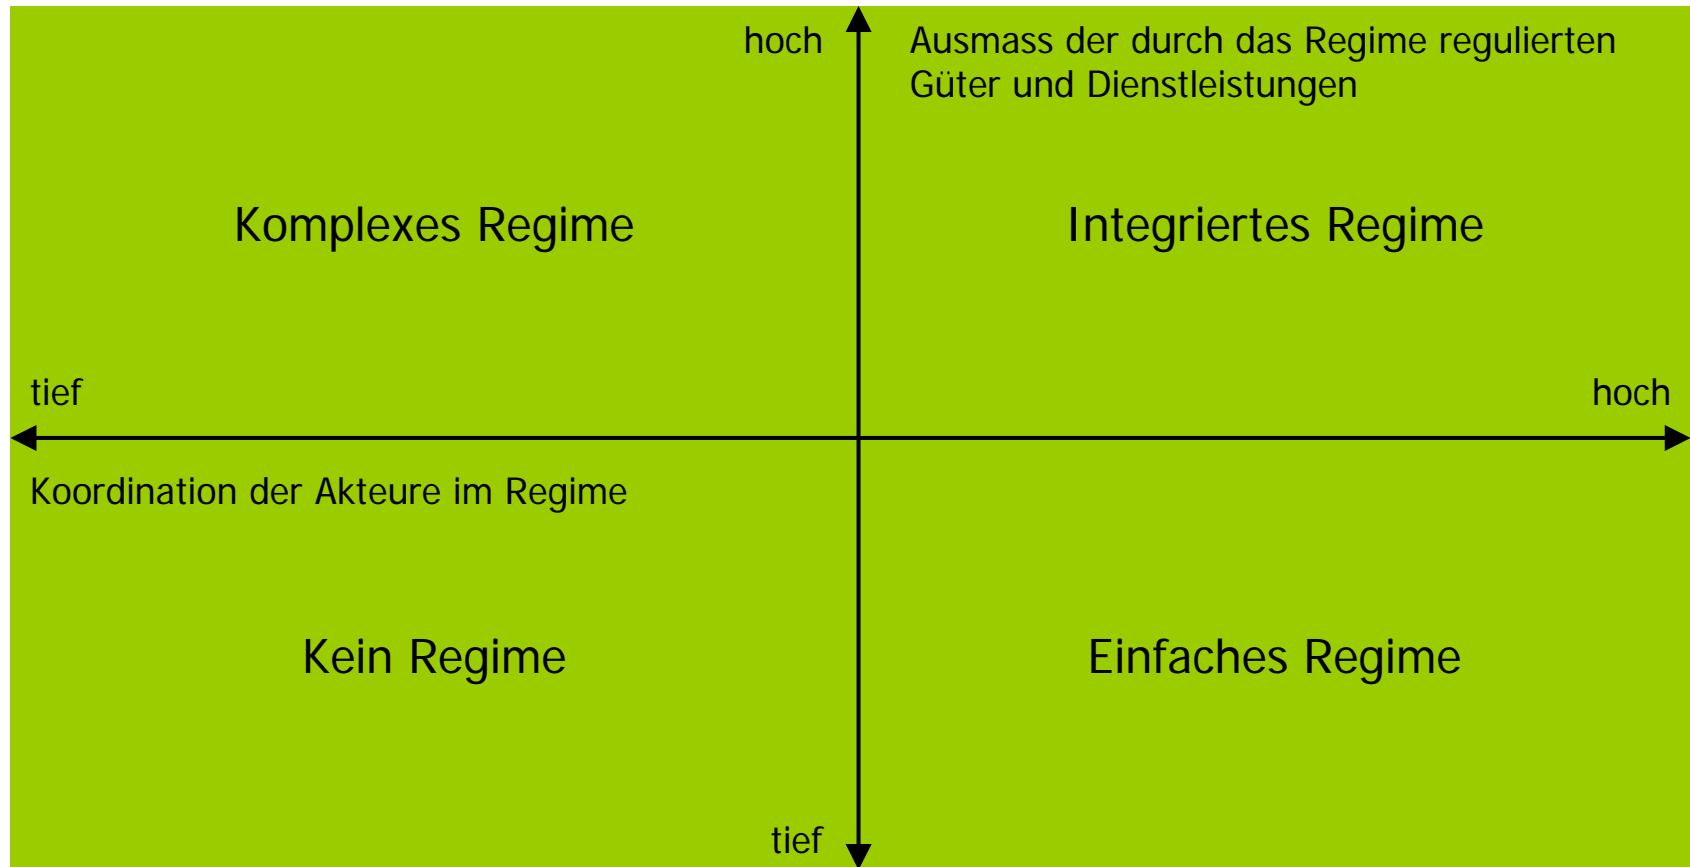 hoch
Ausmass der durch das Regime regulierten
Güter und Dienstleistungen
Komplexes Regime
Integriertes Regime
tief
hoch
Koordination der Akteure im Regime
Kein Regime
Einfaches Regime
tief